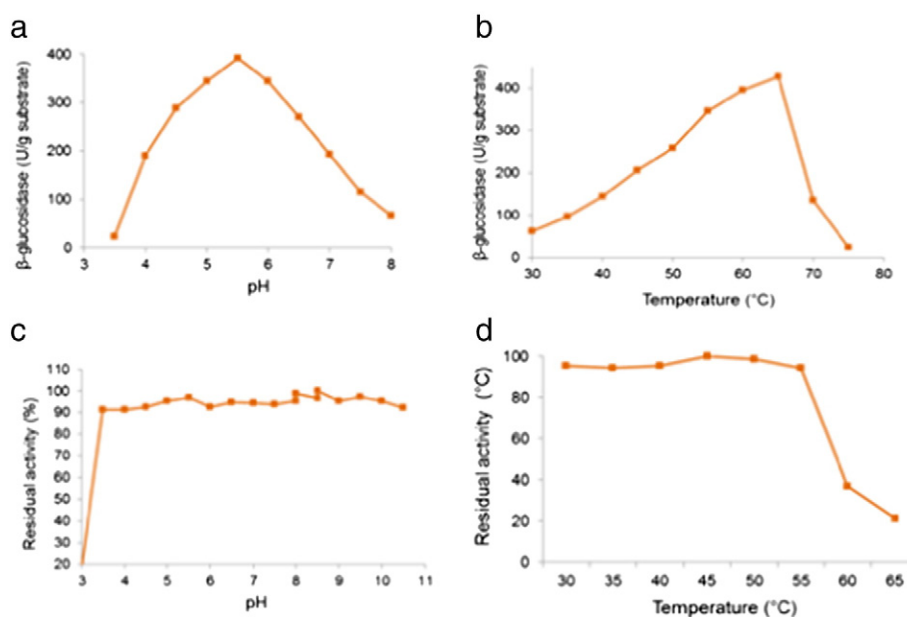 a
β-glucosidase (U/g substrate)
400
300
200
100
0
3 4 5 6 7 8
pH
b
β-glucosidase (U/g substrate)
400
300
200
100
0
30 40 50 60 70 80
Temperature (°C)
c
Residual activity (%)
110
100
90
80
70
60
50
40
30
20
3 4 5 6 7 8 9 10 11
pH
d
Residual activity (°C)
100
80
60
40
20
0
30 35 40 45 50 55 60 65
Temperature (°C)